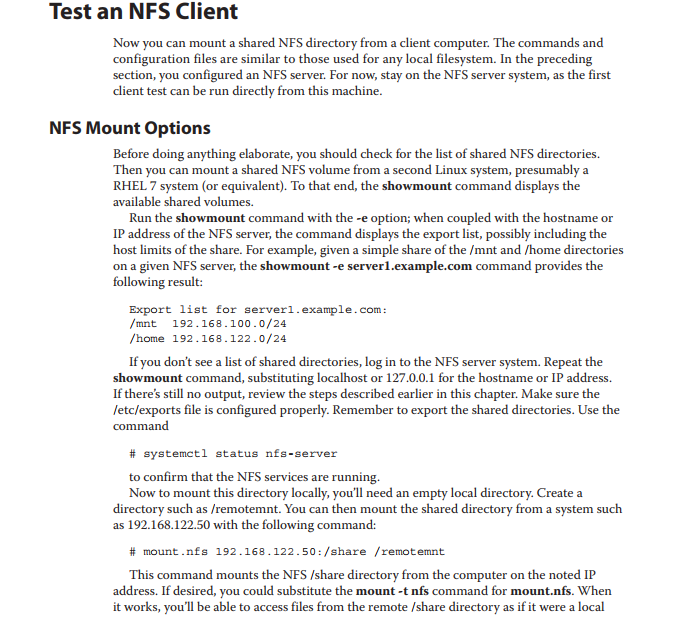 Test an NFS Client
Now you can mount a shared NFS directory from a client computer. The commands and
configuration files are similar to those used for any local filesystem. In the preceding
section, you configured an NFS server. For now, stay on the NFS server system, as the first
client test can be run directly from this machine.
NFS Mount Options
Before doing anything elaborate, you should check for the list of shared NFS directories.
Then you can mount a shared NFS volume from a second Linux system, presumably a
RHEL 7 system (or equivalent). To that end, the showmount command displays the
available shared volumes.
Run the showmount command with the -e option; when coupled with the hostname or
IP address of the NFS server, the command displays the export list, possibly including the
host limits of the share. For example, given a simple share of the /mnt and /home directories
on a given NFS server, the showmount -e server1.example.com command provides the
following result:
Export list for server1.example.com:
/mnt 192.168.100.0/24
/home 192.168.122.0/24
If you don't see a list of shared directories, log in to the NFS server system. Repeat the
showmount command, substituting localhost or 127.0.0.1 for the hostname or IP address.
If there's still no output, review the steps described earlier in this chapter. Make sure the
/etc/exports file is configured properly. Remember to export the shared directories. Use the
command
# systemctl status nfs-server
to confirm that the NFS services are running.
Now to mount this directory locally, you'll need an empty local directory. Create a
directory such as /remotemnt. You can then mount the shared directory from a system such
as 192.168.122.50 with the following command:
# mount.nfs 192.168.122.50:/share /remotemnt
This command mounts the NFS /share directory from the computer on the noted IP
address. If desired, you could substitute the mount -t nfs command for mount.nfs. When
it works, you'll be able to access files from the remote /share directory as if it were a local